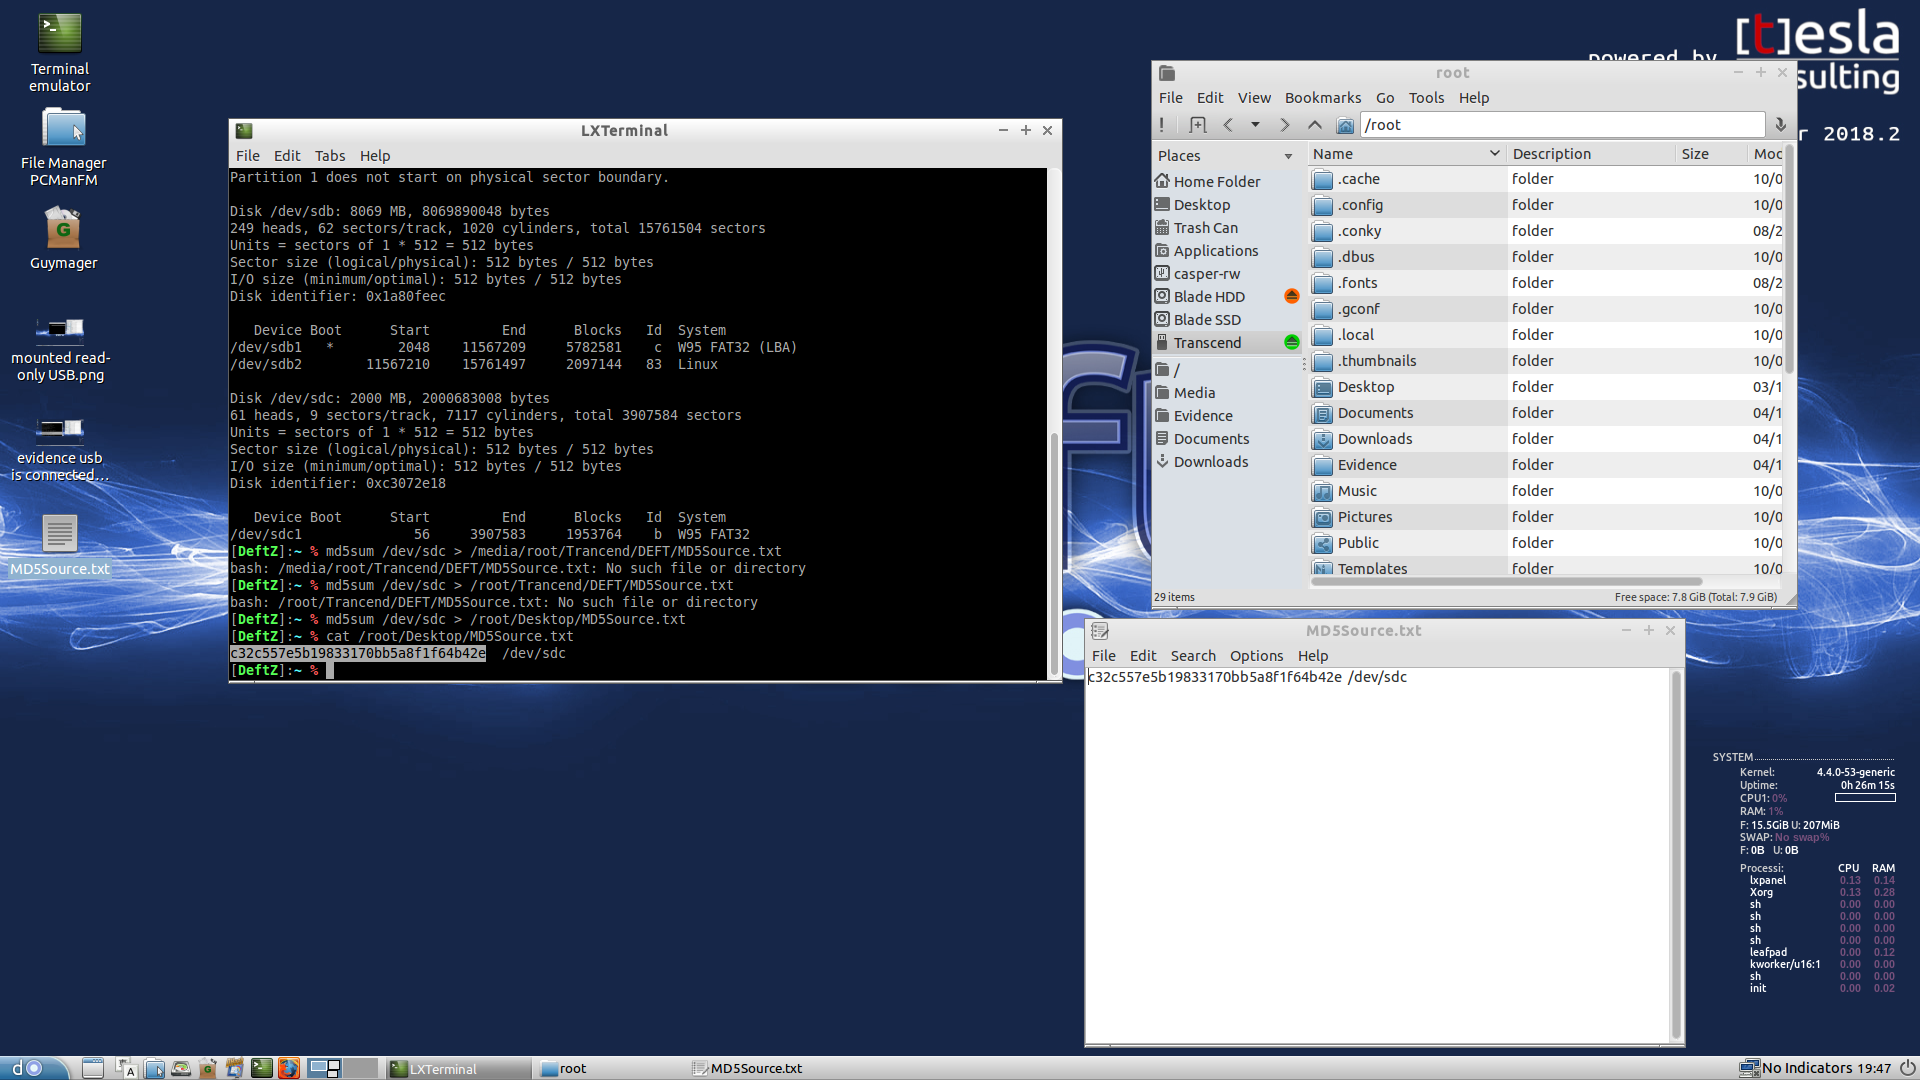 Terminal
emulator
File Manager
PCManFM
Guymager
mounted read-
only USB.png
evidence usb
is connected...
MD5Source.txt
LXTerminal
File Edit Tabs Help
Partition 1 does not start on physical sector boundary.
Disk /dev/sdb: 8069 MB, 8069890048 bytes
249 heads, 62 sectors/track, 1020 cylinders, total 15761504 sectors
Units = sectors of 1 * 512 = 512 bytes
Sector size (logical/physical): 512 bytes / 512 bytes
I/O size (minimum/optimal): 512 bytes / 512 bytes
Disk identifier: 0x1a80feec
Device Boot Start End Blocks Id System
/dev/sdb1 * 2048 11567209 5782581 c W95 FAT32 (LBA)
/dev/sdb2 11567210 15761497 2097144 83 Linux
Disk /dev/sdc: 2000 MB, 2000683008 bytes
61 heads, 9 sectors/track, 7117 cylinders, total 3907584 sectors
Units = sectors of 1 * 512 = 512 bytes
Sector size (logical/physical): 512 bytes / 512 bytes
I/O size (minimum/optimal): 512 bytes / 512 bytes
Disk identifier: 0xc3072e18
Device Boot Start End Blocks Id System
/dev/sdc1 56 3907583 1953764 b W95 FAT32
[DeftZ]:~ % md5sum /dev/sdc > /media/root/Trancend/DEFT/MD5Source.txt
bash: /media/root/Trancend/DEFT/MD5Source.txt: No such file or directory
[DeftZ]:~ % md5sum /dev/sdc > /root/Trancend/DEFT/MD5Source.txt
bash: /root/Trancend/DEFT/MD5Source.txt: No such file or directory
[DeftZ]:~ % md5sum /dev/sdc > /root/Desktop/MD5Source.txt
[DeftZ]:~ % cat /root/Desktop/MD5Source.txt
c32c557e5b19833170bb5a8f1f64b42e /dev/sdc
[DeftZ]:~ %
powered by [t]esla
sulting
r 2018.2
root
File Edit View Bookmarks Go Tools Help
/root
Places
Home Folder
Desktop
Trash Can
Applications
casper-rw
Blade HDD
Blade SSD
Transcend
/
Media
Evidence
Documents
Downloads
Name Description Size Mod
.cache folder 10/0
.config folder 10/0
.conky folder 08/2
.dbus folder 10/0
.fonts folder 08/2
.gconf folder 10/0
.local folder 10/0
.thumbnails folder 10/0
Desktop folder 03/1
Documents folder 04/1
Downloads folder 04/1
Evidence folder 04/1
Music folder 10/0
Pictures folder 10/0
Public folder 10/0
Templates folder 10/0
29 items Free space: 7.8 GiB (Total: 7.9 GiB)
MD5Source.txt
File Edit Search Options Help
c32c557e5b19833170bb5a8f1f64b42e /dev/sdc
SYSTEM
Kernel: 4.4.0-53-generic
Uptime: 0h 26m 15s
CPU1: 0%
RAM: 1%
F: 15.5GiB U: 207MiB
SWAP: No swap%
F: 0B U: 0B
Processi: CPU RAM
lxpanel 0.13 0.14
Xorg 0.13 0.28
sh 0.00 0.00
sh 0.00 0.00
sh 0.00 0.00
sh 0.00 0.00
leafpad 0.00 0.12
kworker/u16:1 0.00 0.00
sh 0.00 0.00
init 0.00 0.02
LXTerminal
root
MD5Source.txt
No Indicators 19:47